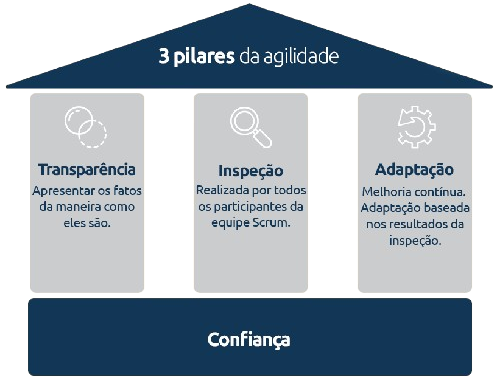 3 pilares da agilidade
Transparência
Apresentar os fatos
da maneira como
eles são.
Inspeção
Realizada por todos
os participantes da
equipe Scrum.
Adaptação
Melhoria contínua.
Adaptação baseada
nos resultados da
inspeção.
Confiança